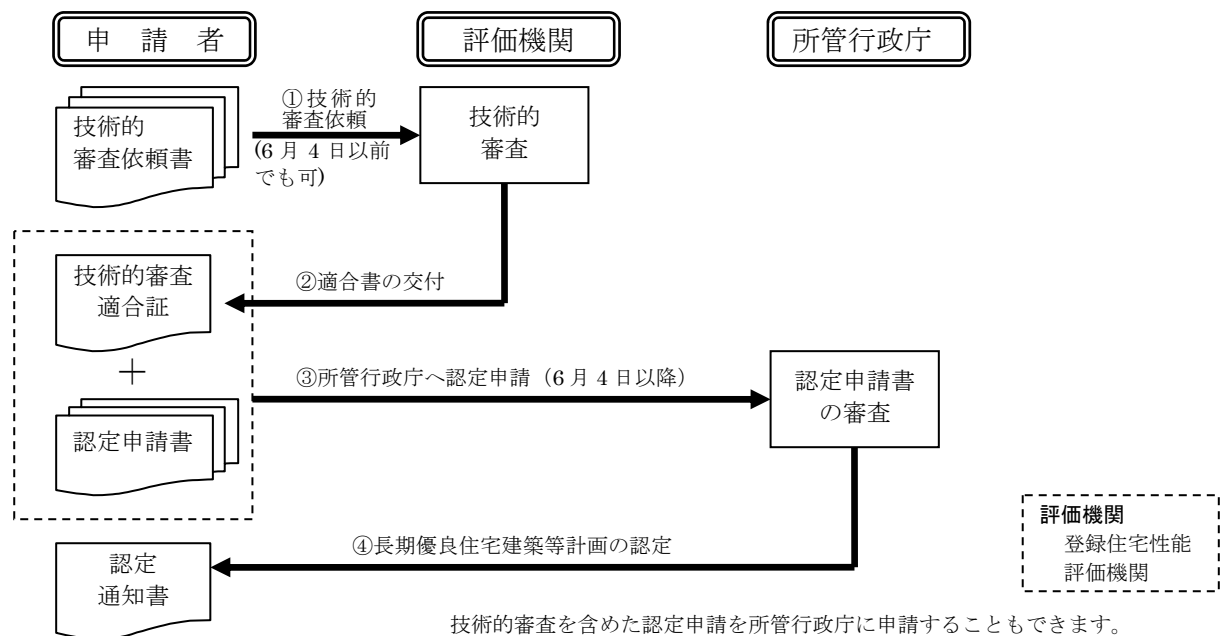 申 請 者
評価機関
所管行政庁
技術的
審査依頼書
①技術的
審査依頼
(6 月 4 日以前
でも可)
技術的
審査
技術的審査
適合証
②適合書の交付
＋
認定申請書
③所管行政庁へ認定申請（6 月 4 日以降）
認定申請書
の審査
④長期優良住宅建築等計画の認定
認定
通知書
評価機関
登録住宅性能
評価機関
技術的審査を含めた認定申請を所管行政庁に申請することもできます。